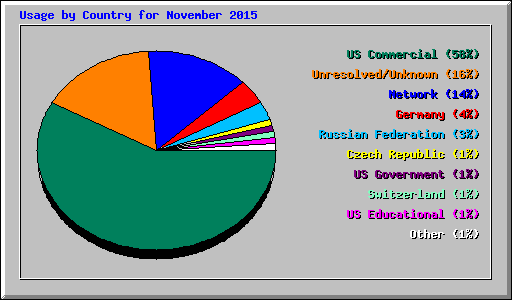 Usage by Country for November 2015
US Commercial (58%)
Unresolved/Unknown (16%)
Network (14%)
Germany (4%)
Russian Federation (3%)
Czech Republic (1%)
US Government (1%)
Switzerland (1%)
US Educational (1%)
Other (1%)